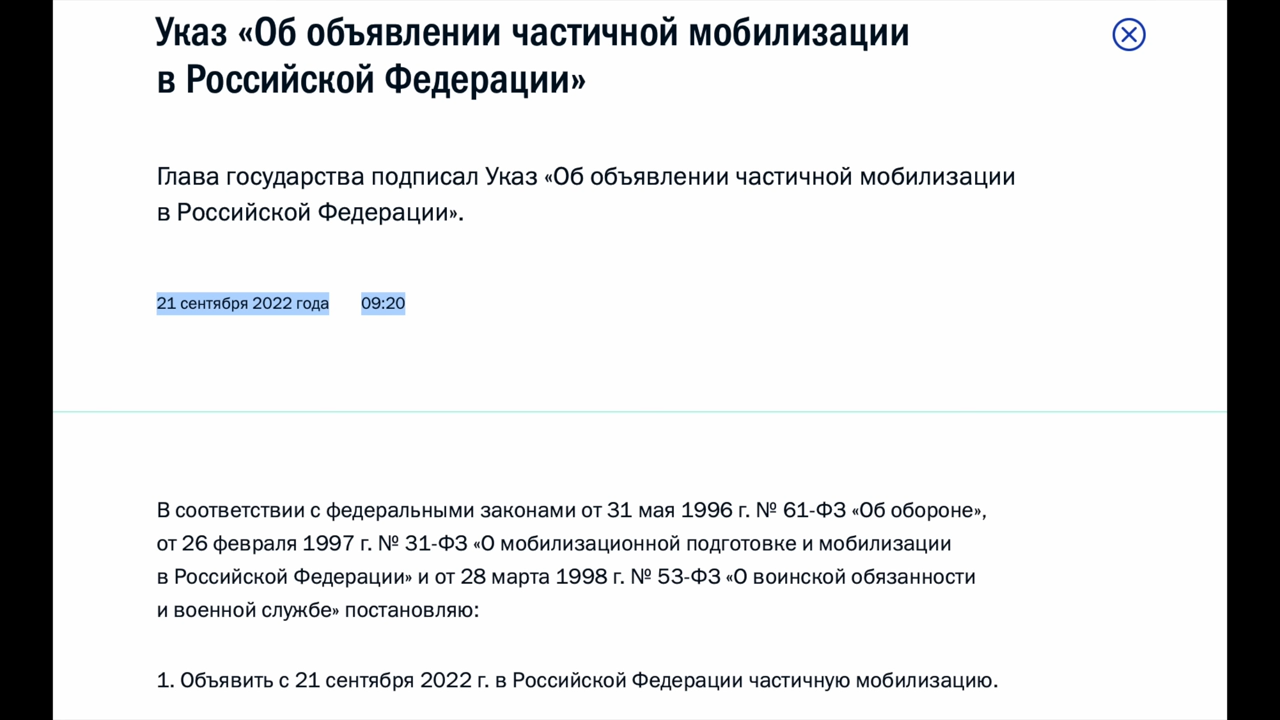 Указ «Об объявлении частичной мобилизации
в Российской Федерации»
Глава государства подписал Указ «Об объявлении частичной мобилизации
в Российской Федерации».
21 сентября 2022 года 09:20
В соответствии с федеральными законами от 31 мая 1996 г. № 61-ФЗ «Об обороне»,
от 26 февраля 1997 г. № 31-ФЗ «О мобилизационной подготовке и мобилизации
в Российской Федерации» и от 28 марта 1998 г. № 53-ФЗ «О воинской обязанности
и военной службе» постановляю:
1. Объявить с 21 сентября 2022 г. в Российской Федерации частичную мобилизацию.